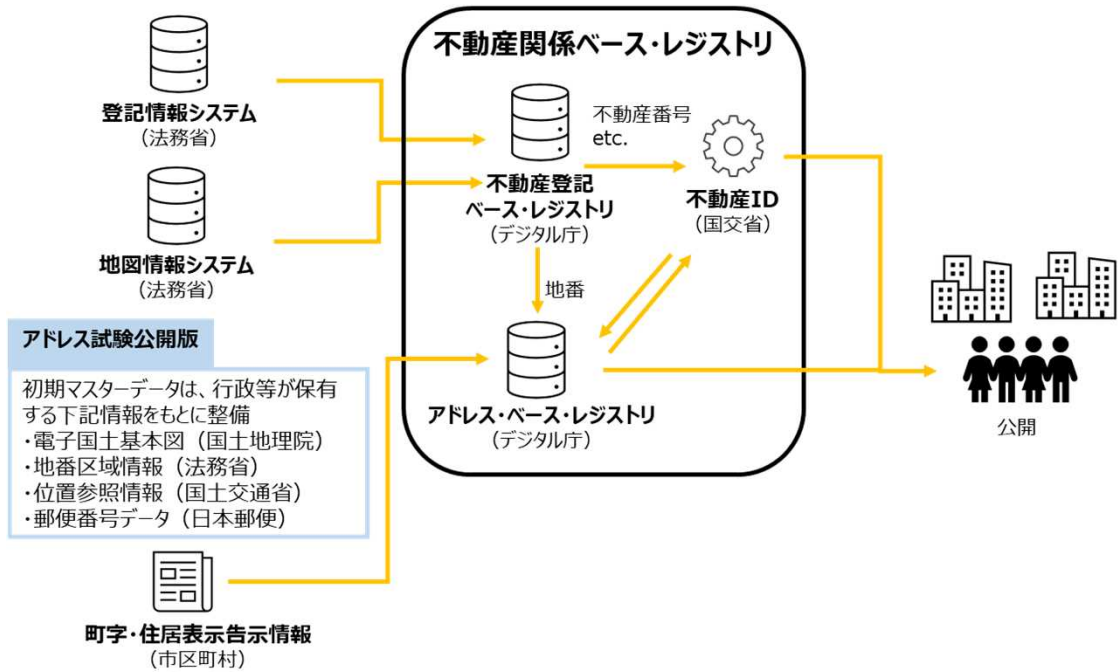 不動産関係ベース・レジストリ
登記情報システム
(法務省)
地図情報システム
(法務省)
不動産登記
ベース・レジストリ
(デジタル庁)
不動産番号
etc.
不動産ID
(国交省)
地番
アドレス・ベース・レジストリ
(デジタル庁)
公開
アドレス試験公開版
初期マスターデータは、行政等が保有
する下記情報をもとに整備
・電子国土基本図（国土地理院）
・地番区域情報（法務省）
・位置参照情報（国土交通省）
・郵便番号データ（日本郵便）
町字・住居表示告示情報
(市区町村)